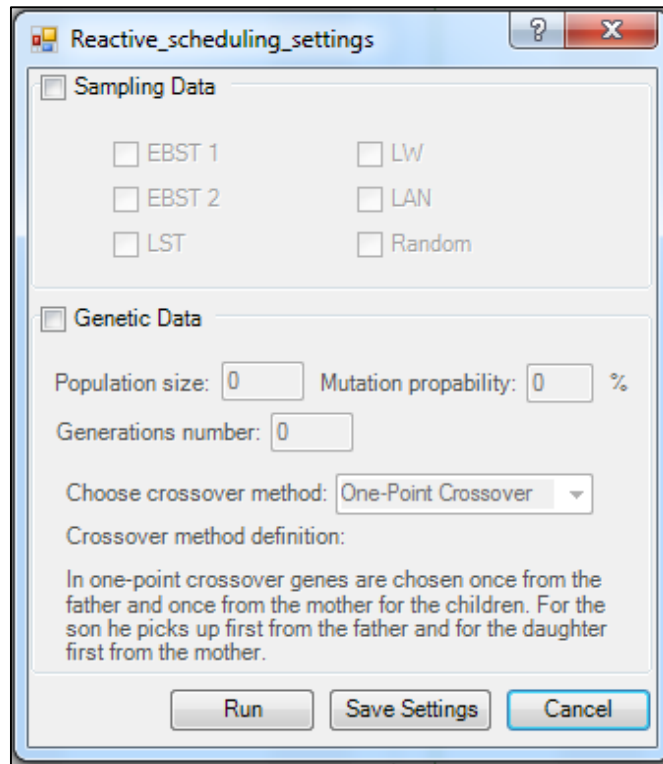 Reactive_scheduling_settings
? X
Sampling Data
EBST 1 LW
EBST 2 LAN
LST Random
Genetic Data
Population size: 0 Mutation propability: 0 %
Generations number: 0
Choose crossover method: One-Point Crossover
Crossover method definition:
In one-point crossover genes are chosen once from the
father and once from the mother for the children. For the
son he picks up first from the father and for the daughter
first from the mother.
Run Save Settings Cancel